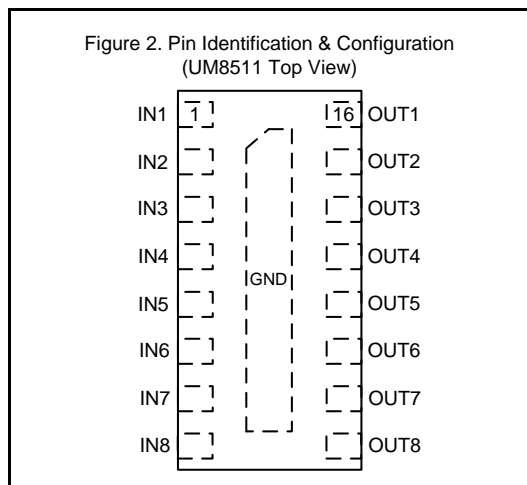 Figure 2. Pin Identification & Configuration
(UM8511 Top View)
IN1 1 16 OUT1
IN2 OUT2
IN3 OUT3
IN4 OUT4
GND
IN5 OUT5
IN6 OUT6
IN7 OUT7
IN8 OUT8